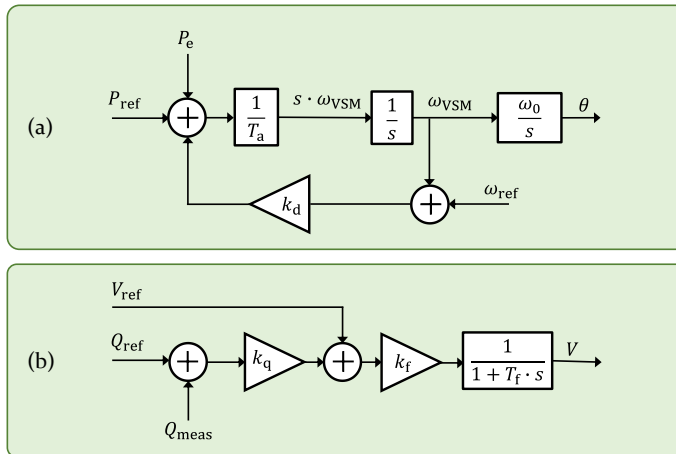 (a)
P_e
P_ref
+
1/T_a
s · ω_VSM
1/s
ω_VSM
ω_0/s
θ
k_d
+
ω_ref
(b)
V_ref
Q_ref
+
k_q
+
k_f
1/(1 + T_f · s)
V
Q_meas